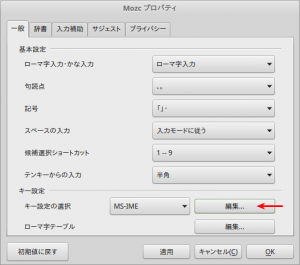 Mozc プロパティ
一般 辞書 入力補助 サジェスト プライバシー
基本設定
ローマ字入力・かな入力 ローマ字入力
句読点 、。
記号 「」・
スペースの入力 入力モードに従う
候補選択ショートカット 1 -- 9
テンキーからの入力 半角
キー設定
キー設定の選択 MS-IME 編集...
ローマ字テーブル 編集...
初期値に戻す 適用 キャンセル(C) OK